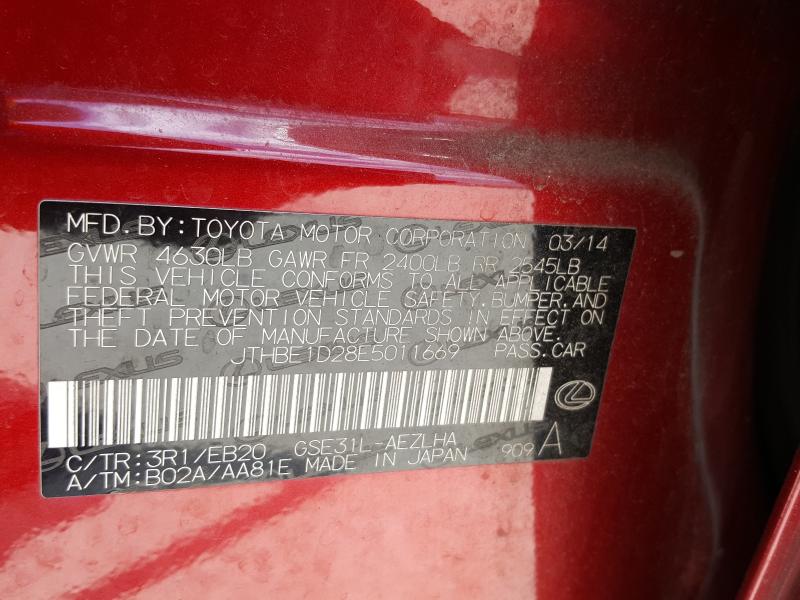 MFD. BY: TOYOTA MOTOR CORPORATION 03/14
GVWR 4630LB GAWR FR 2400LB RR 2645LB
THIS VEHICLE CONFORMS TO ALL APPLICABLE
FEDERAL MOTOR VEHICLE SAFETY, BUMPER, AND
THEFT PREVENTION STANDARDS IN EFFECT ON
THE DATE OF MANUFACTURE SHOWN ABOVE.
JTHBE1D28E5011669 PASS. CAR
C/TR: 3R1/EB20 GSE31L-AEZLHA
A/TM: B02A/AA81E MADE IN JAPAN 909 A